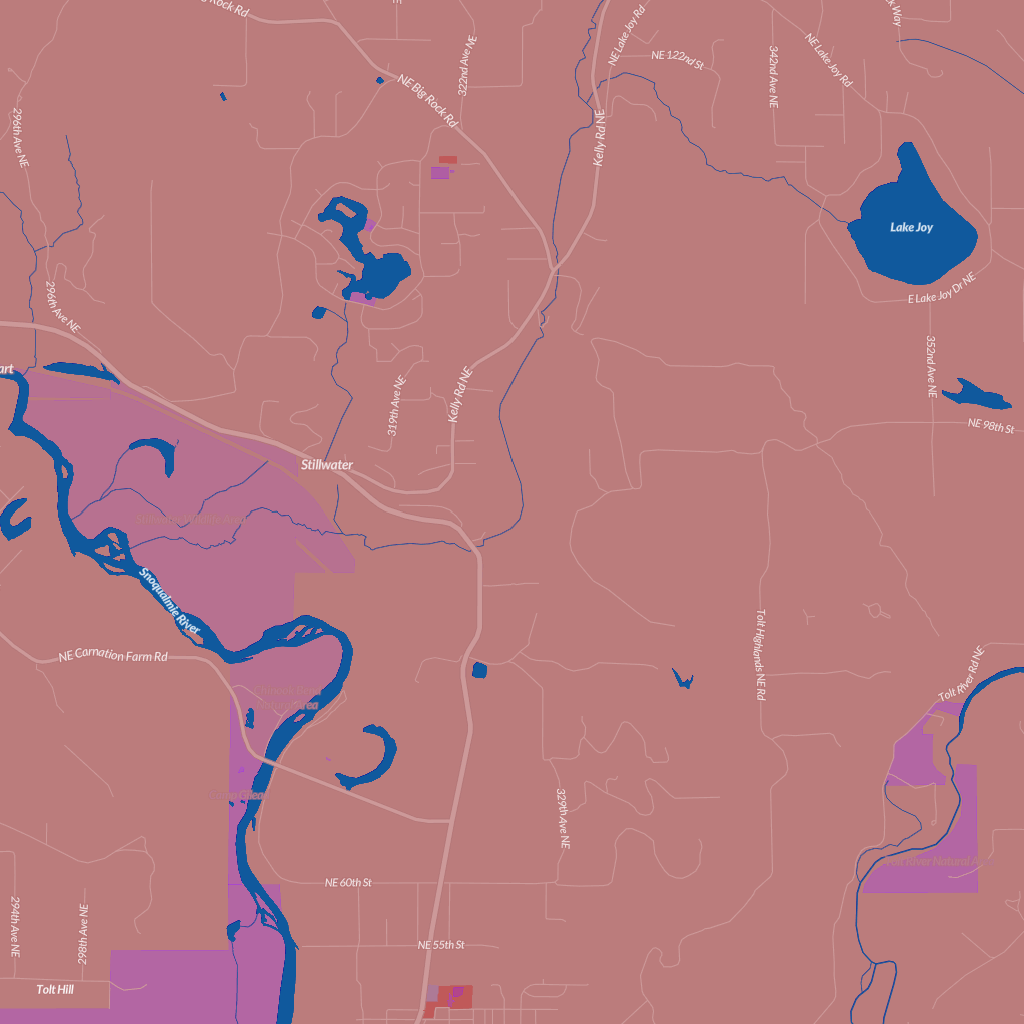 Rock Rd
NE Lake Joy Rd
NE 122nd St
342nd Ave NE
NE Lake Joy Rd
Way
322nd Ave NE
NE Big Rock Rd
Kelly Rd NE
296th Ave NE
Lake Joy
E Lake Joy Dr NE
296th Ave NE
352nd Ave NE
319th Ave NE
Kelly Rd NE
NE 98th St
Stillwater
Snoqualmie River
NE Carnation Farm Rd
Tolt Highlands NE Rd
Tolt River Rd NE
329th Ave NE
Tolt River Natural A
NE 60th St
294th Ave NE
298th Ave NE
NE 55th St
Tolt Hill